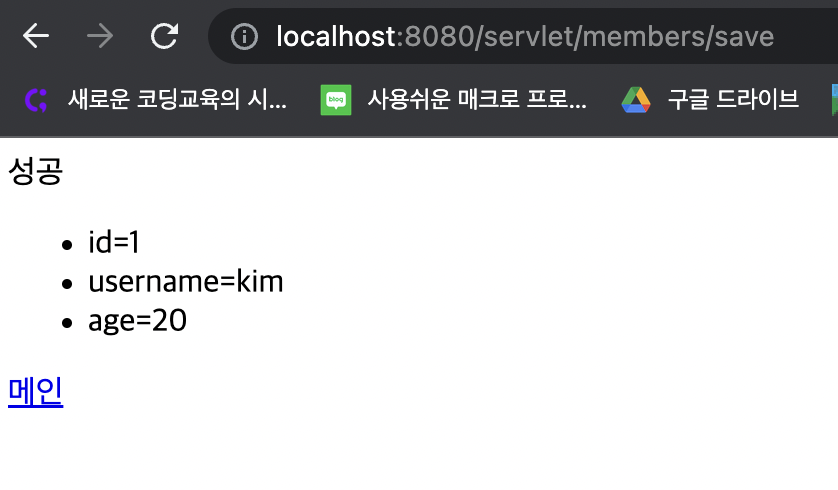 localhost:8080/servlet/members/save
새로운 코딩교육의 시... 사용쉬운 매크로 프로... 구글 드라이브
성공
• id=1
• username=kim
• age=20
메인